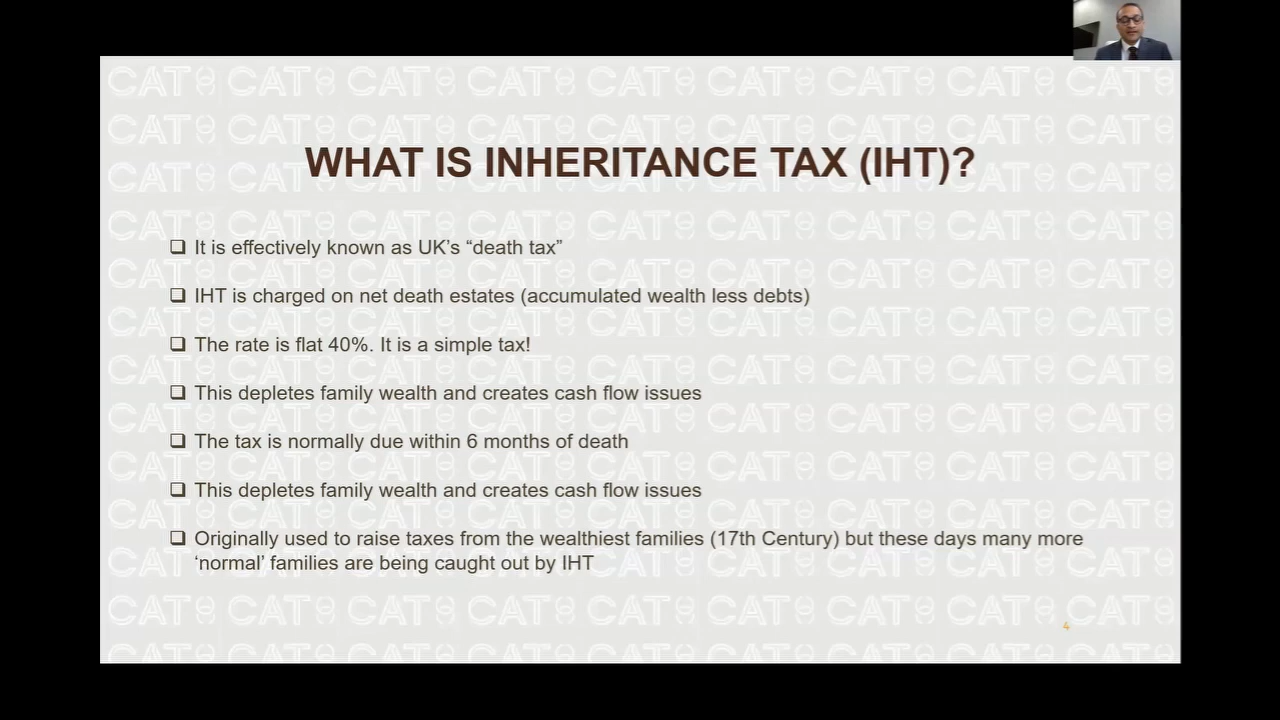 WHAT IS INHERITANCE TAX (IHT)?
It is effectively known as UK’s “death tax”
IHT is charged on net death estates (accumulated wealth less debts)
The rate is flat 40%. It is a simple tax!
This depletes family wealth and creates cash flow issues
The tax is normally due within 6 months of death
This depletes family wealth and creates cash flow issues
Originally used to raise taxes from the wealthiest families (17th Century) but these days many more
‘normal’ families are being caught out by IHT
4